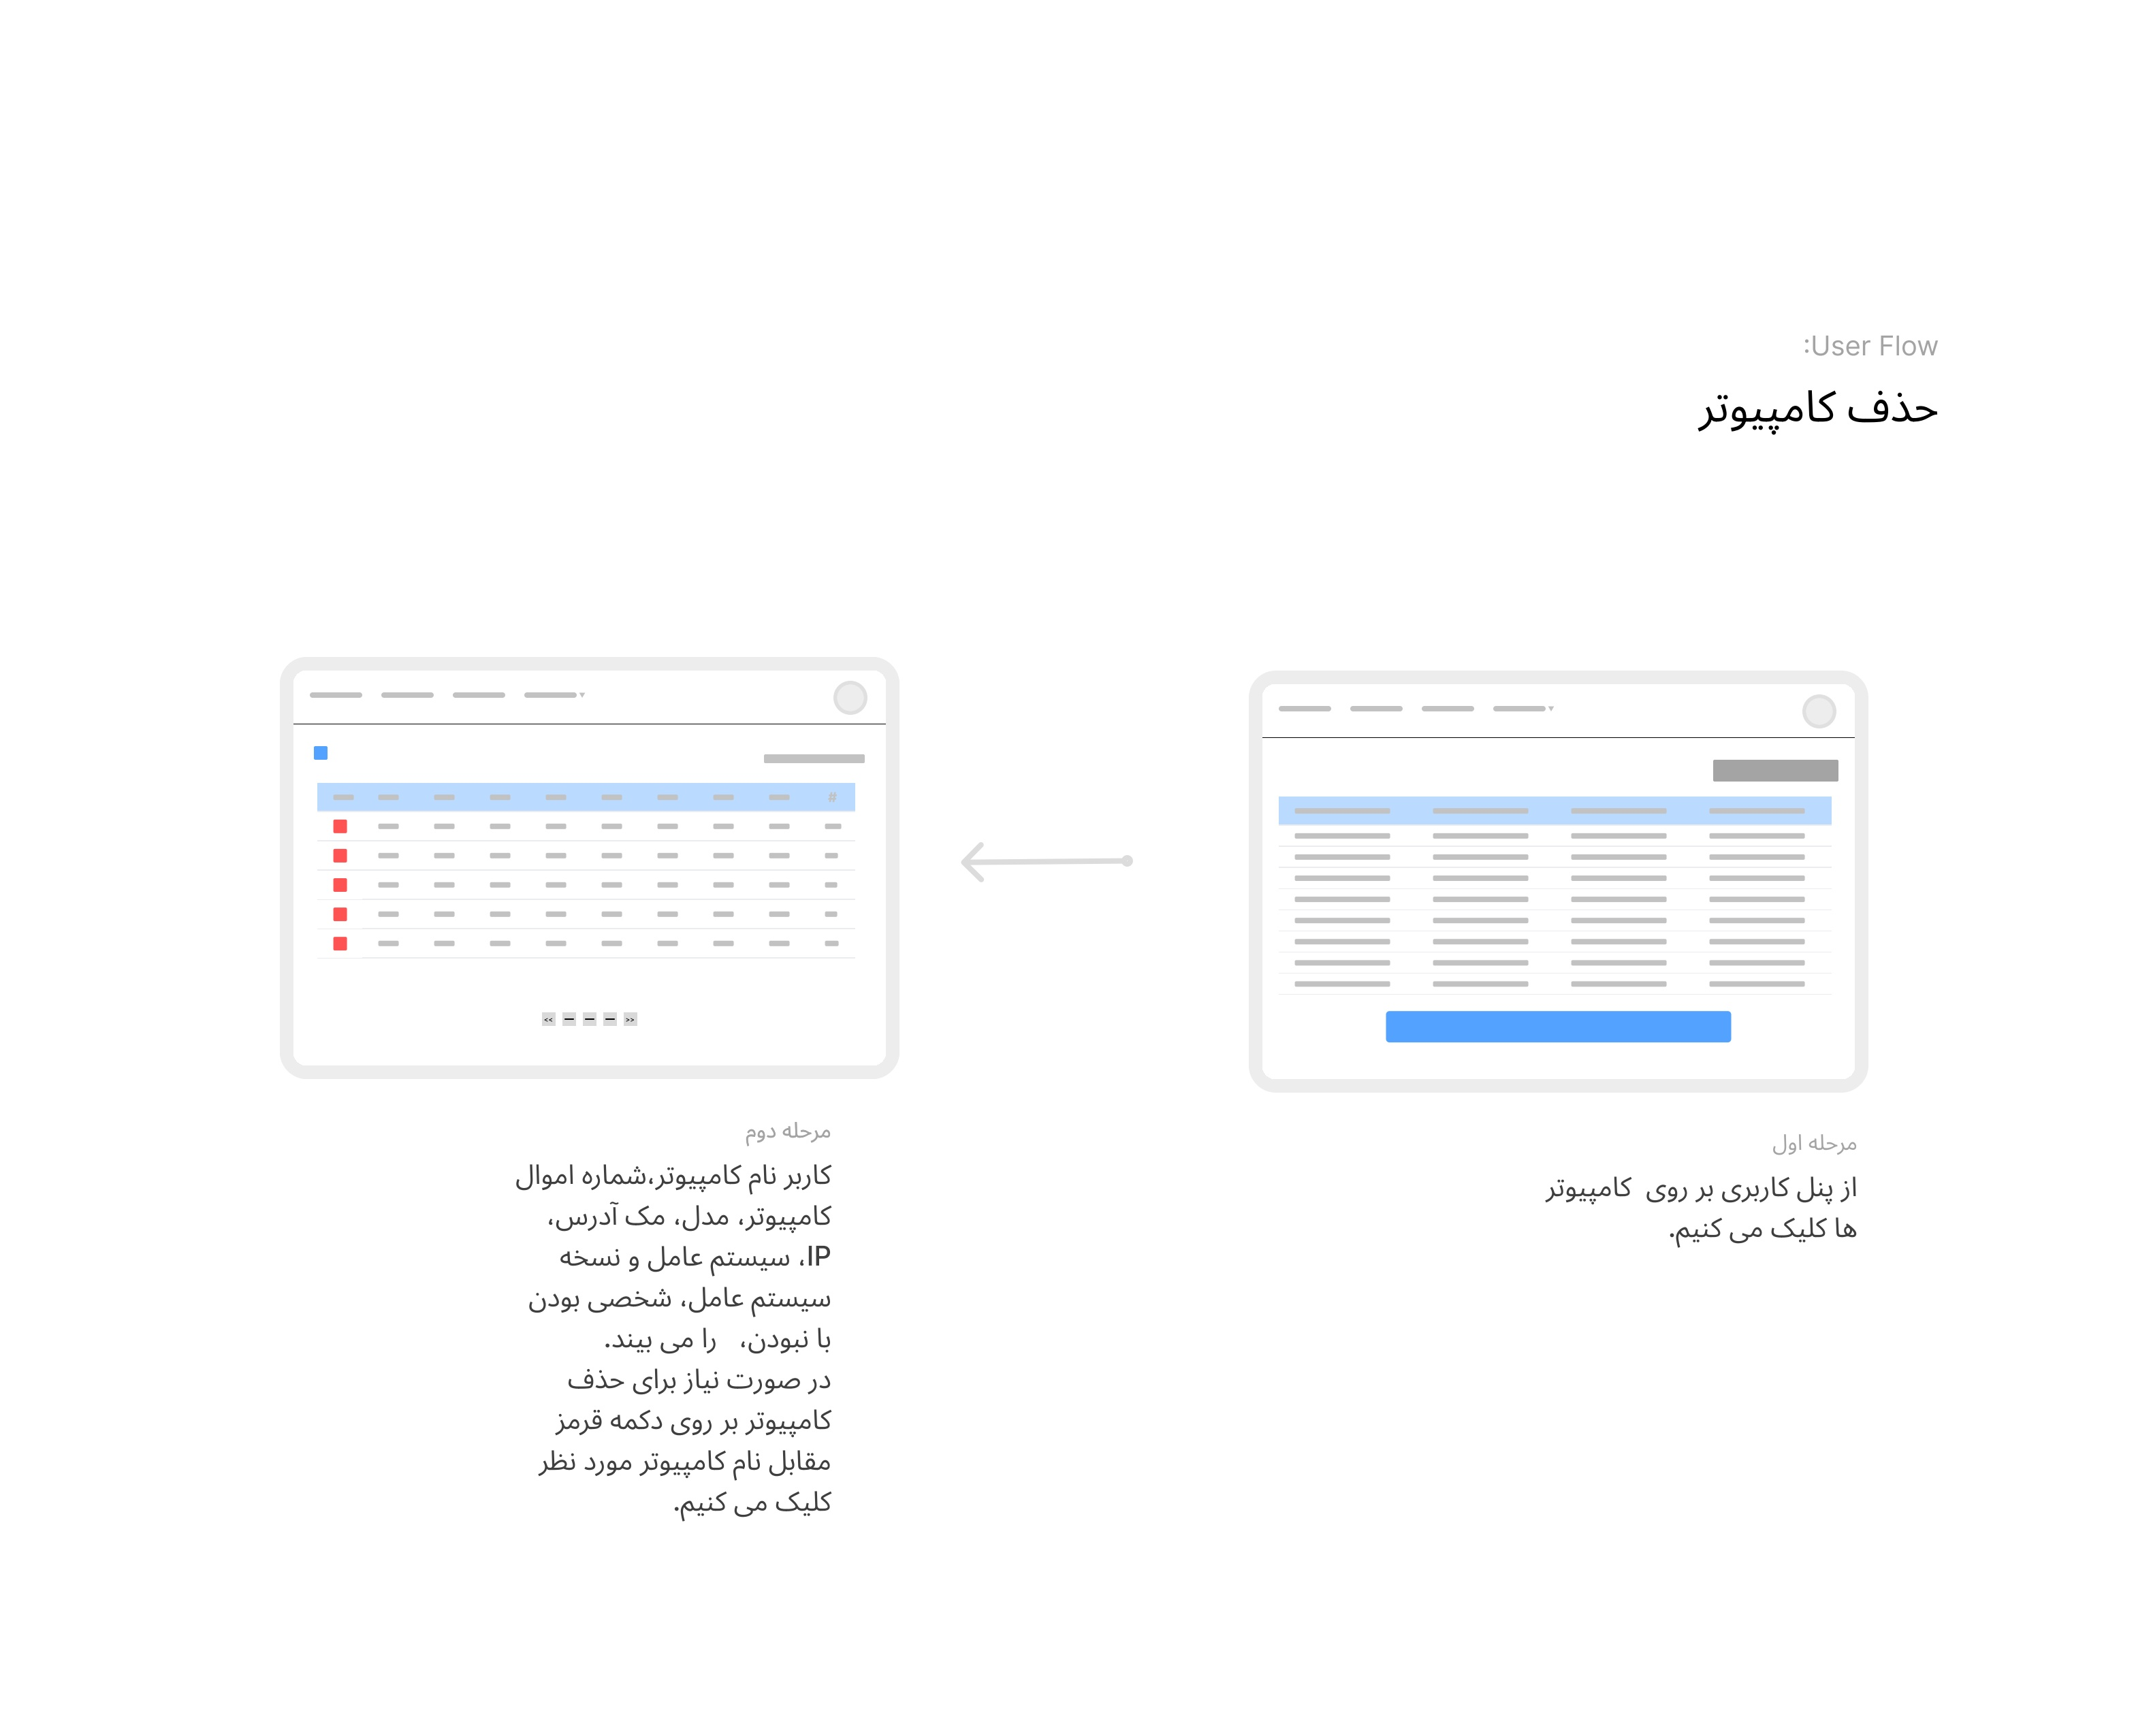 User Flow:
حذف کامپیوتر
#
<< >>
مرحله اول
از پنل کاربری بر روی کامپیوتر
ها کلیک می کنیم.
مرحله دوم
کاربر نام کامپیوتر،شماره اموال
کامپیوتر، مدل، مک آدرس،
IP، سیستم عامل و نسخه
سیستم عامل، شخصی بودن
یا نبودن، را می بیند.
در صورت نیاز برای حذف
کامپیوتر بر روی دکمه قرمز
مقابل نام کامپیوتر مورد نظر
کلیک می کنیم.